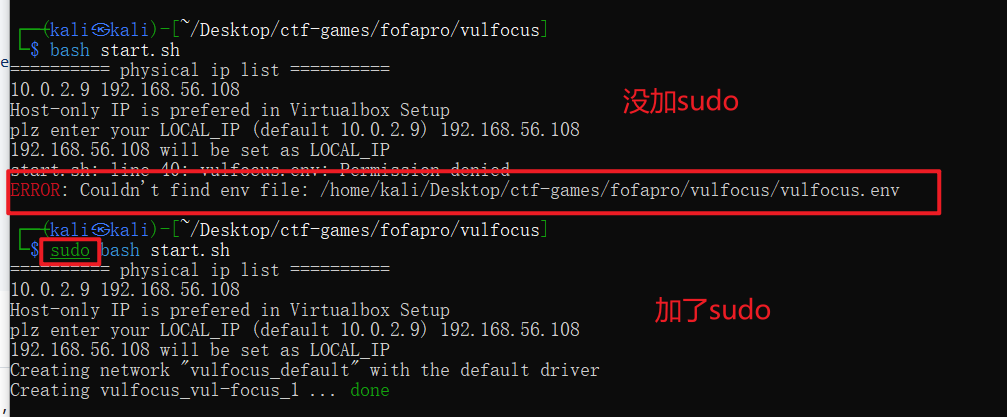 ┌──(kali㉿kali)-[~/Desktop/ctf-games/fofapro/vulfocus]
└─$ bash start.sh
========== physical ip list ==========
10.0.2.9 192.168.56.108
Host-only IP is prefered in Virtualbox Setup
没加sudo
plz enter your LOCAL_IP (default 10.0.2.9) 192.168.56.108
192.168.56.108 will be set as LOCAL_IP
start.sh: line 40: vulfocus.env: Permission denied
ERROR: Couldn't find env file: /home/kali/Desktop/ctf-games/fofapro/vulfocus/vulfocus.env
┌──(kali㉿kali)-[~/Desktop/ctf-games/fofapro/vulfocus]
└─$ sudo bash start.sh
========== physical ip list ==========
10.0.2.9 192.168.56.108
Host-only IP is prefered in Virtualbox Setup
加了sudo
plz enter your LOCAL_IP (default 10.0.2.9) 192.168.56.108
192.168.56.108 will be set as LOCAL_IP
Creating network "vulfocus_default" with the default driver
Creating vulfocus_vul-focus_1 ... done